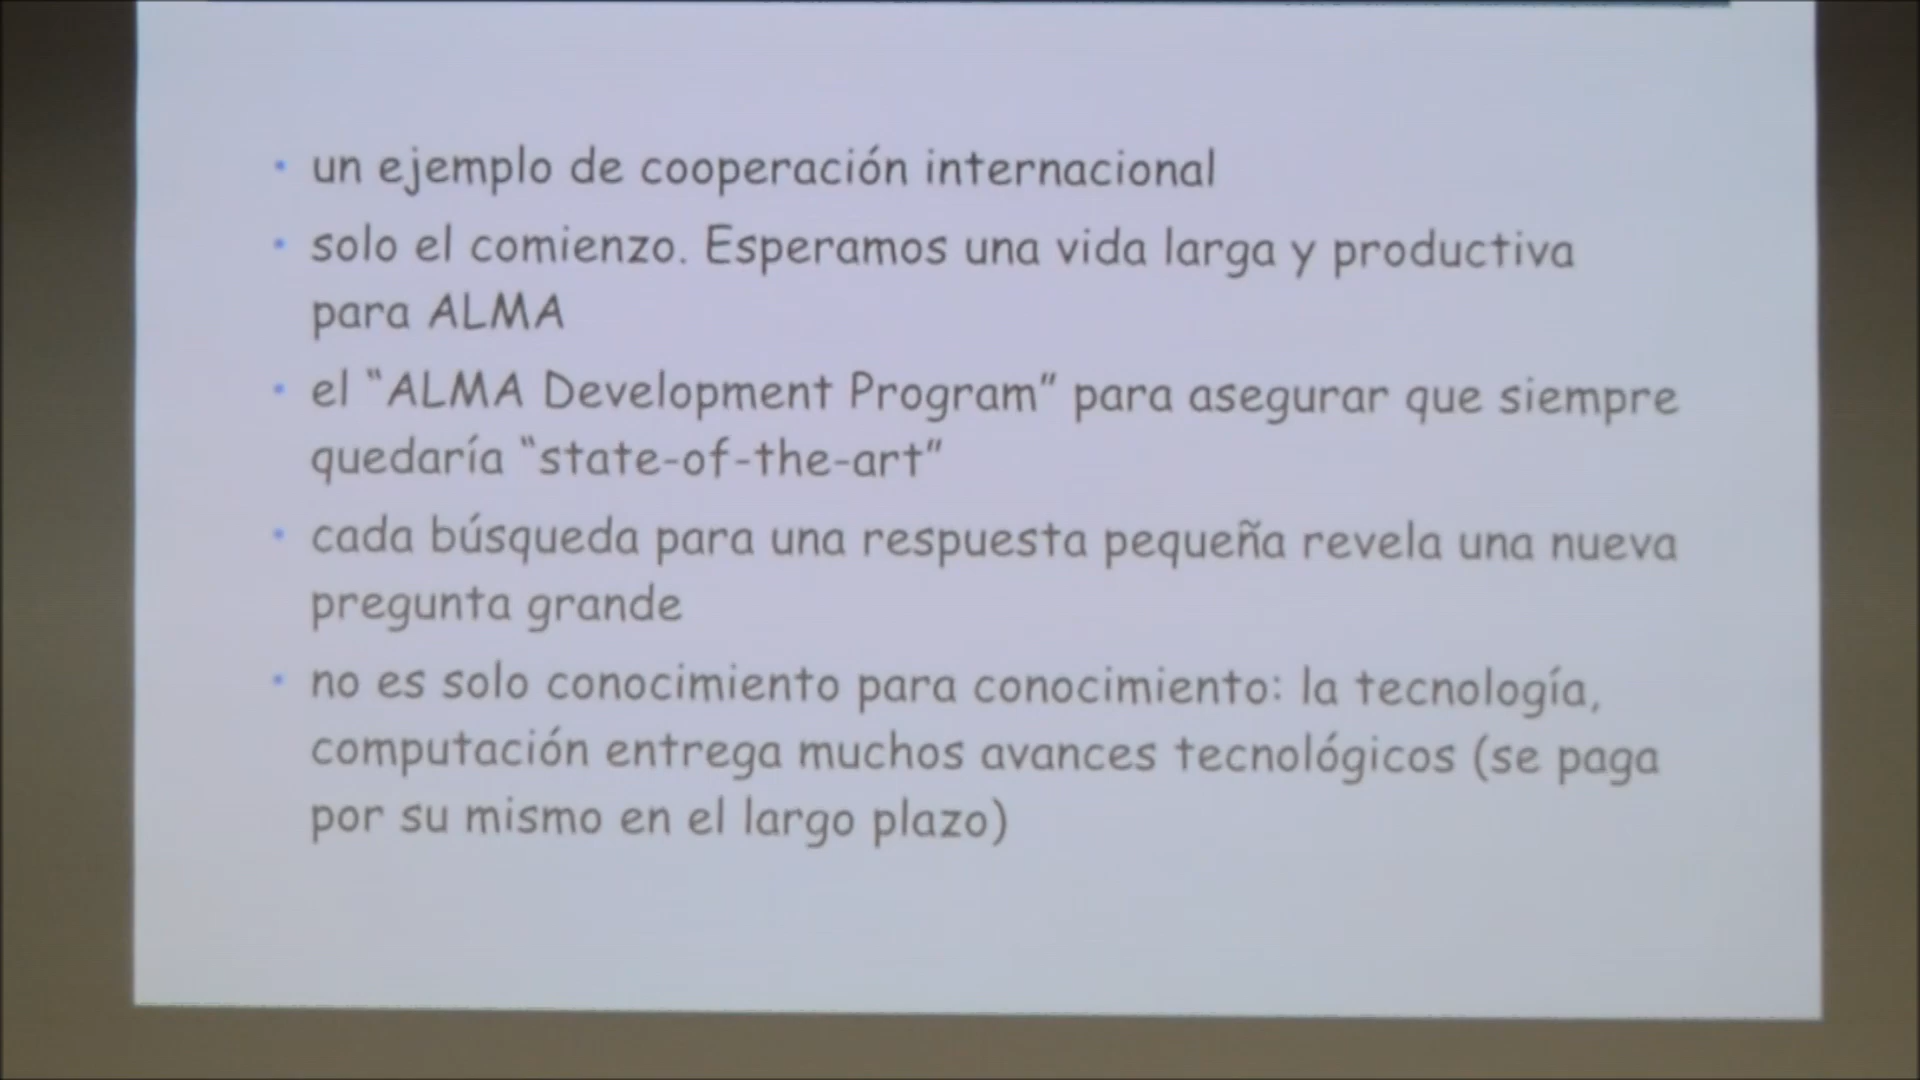 • un ejemplo de cooperación internacional
• solo el comienzo. Esperamos una vida larga y productiva
para ALMA
• el “ALMA Development Program” para asegurar que siempre
quedaría “state-of-the-art”
• cada búsqueda para una respuesta pequeña revela una nueva
pregunta grande
• no es solo conocimiento para conocimiento: la tecnología,
computación entrega muchos avances tecnológicos (se paga
por su mismo en el largo plazo)